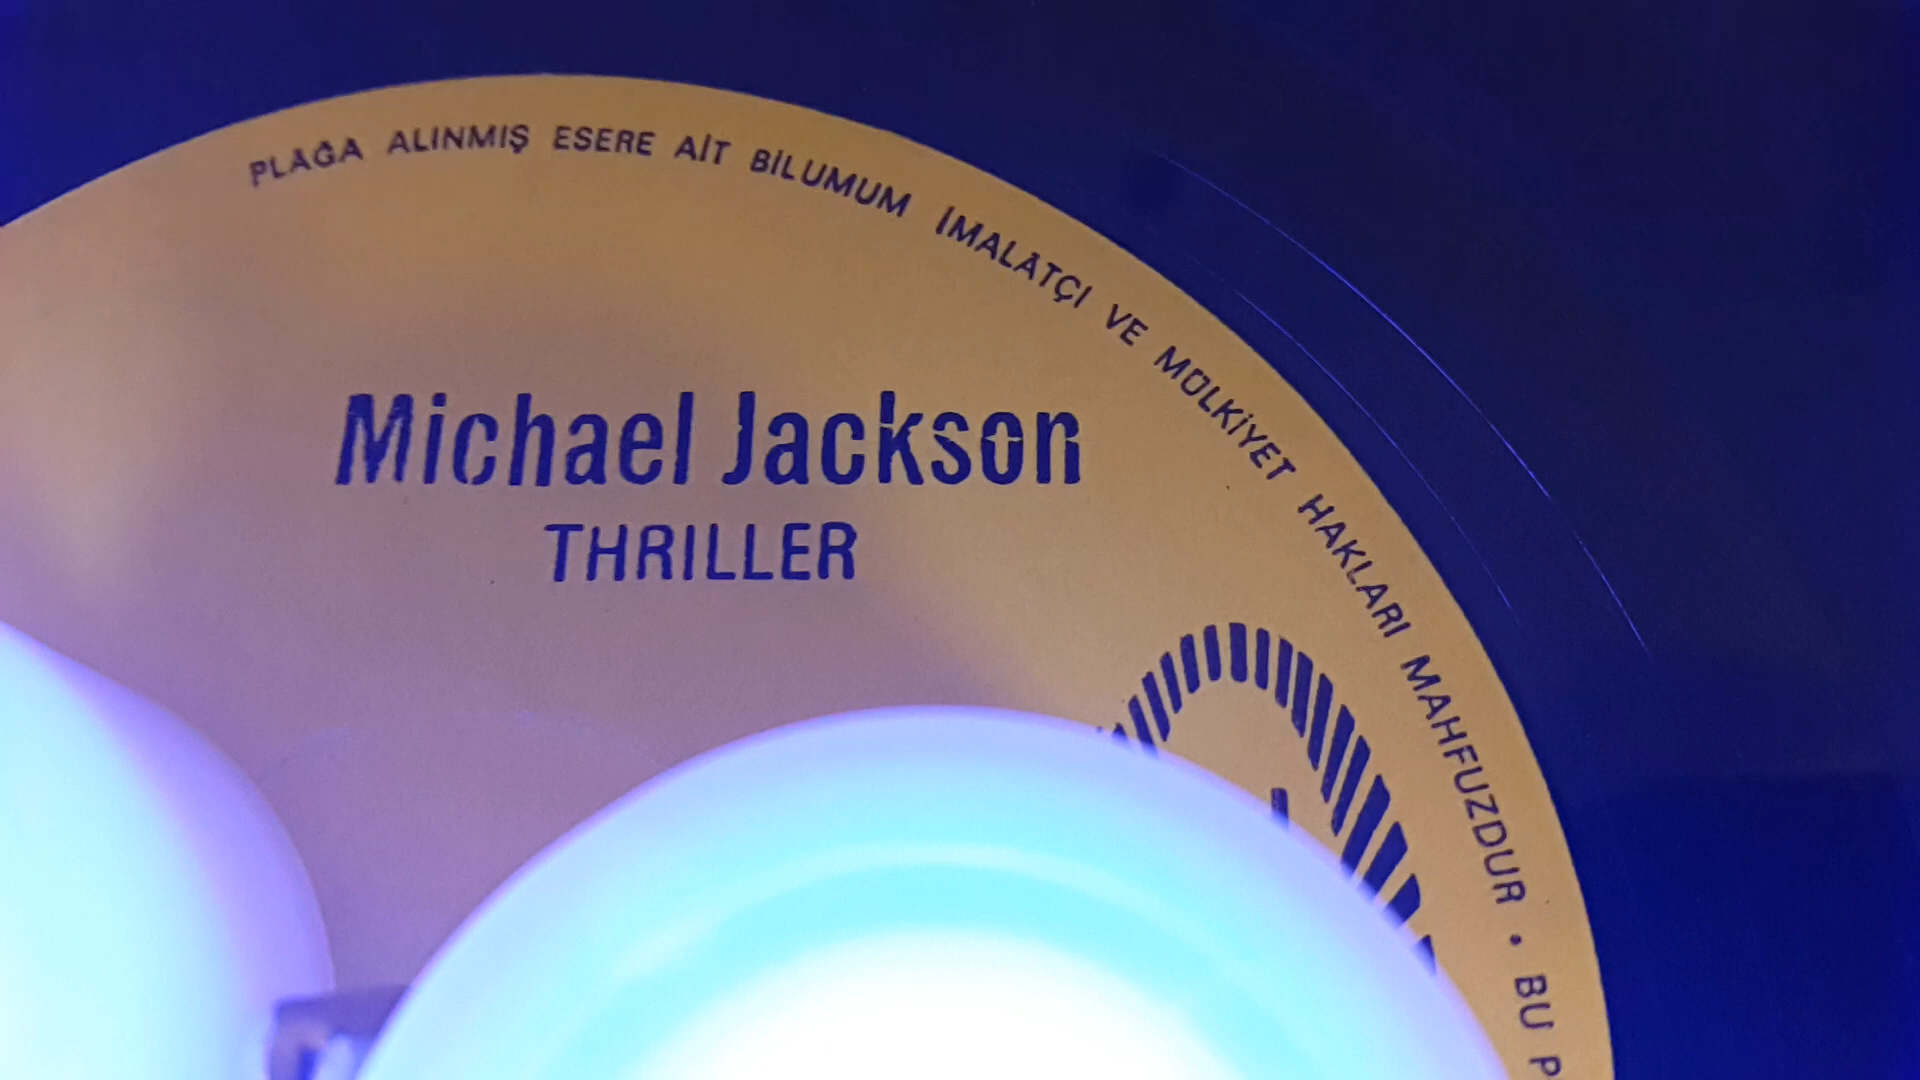 PLAĞA ALINMIŞ ESERE AİT BİLUMUM İMALATÇI VE MÜLKİYET HAKLARI MAHFUZDUR • BU
Michael Jackson
THRILLER